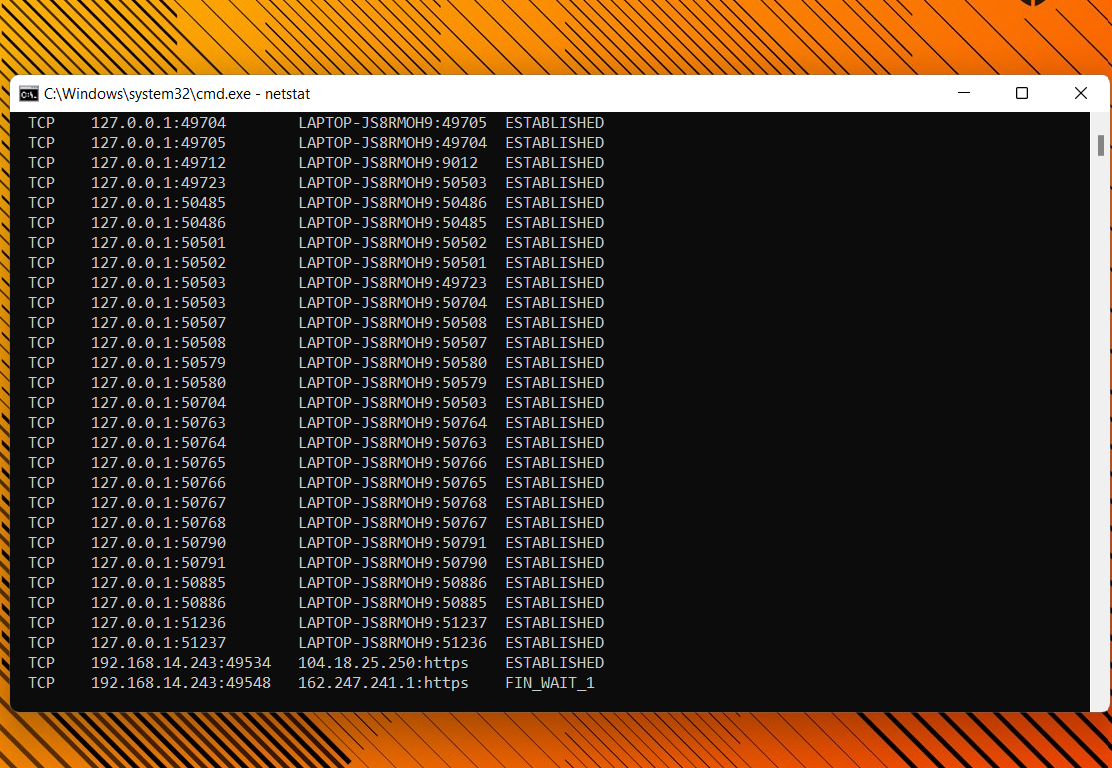 C:\Windows\system32\cmd.exe - netstat
TCP 127.0.0.1:49704 LAPTOP-JS8RMOH9:49705 ESTABLISHED
TCP 127.0.0.1:49705 LAPTOP-JS8RMOH9:49704 ESTABLISHED
TCP 127.0.0.1:49712 LAPTOP-JS8RMOH9:9012 ESTABLISHED
TCP 127.0.0.1:49723 LAPTOP-JS8RMOH9:50503 ESTABLISHED
TCP 127.0.0.1:50485 LAPTOP-JS8RMOH9:50486 ESTABLISHED
TCP 127.0.0.1:50486 LAPTOP-JS8RMOH9:50485 ESTABLISHED
TCP 127.0.0.1:50501 LAPTOP-JS8RMOH9:50502 ESTABLISHED
TCP 127.0.0.1:50502 LAPTOP-JS8RMOH9:50501 ESTABLISHED
TCP 127.0.0.1:50503 LAPTOP-JS8RMOH9:49723 ESTABLISHED
TCP 127.0.0.1:50503 LAPTOP-JS8RMOH9:50704 ESTABLISHED
TCP 127.0.0.1:50507 LAPTOP-JS8RMOH9:50508 ESTABLISHED
TCP 127.0.0.1:50508 LAPTOP-JS8RMOH9:50507 ESTABLISHED
TCP 127.0.0.1:50579 LAPTOP-JS8RMOH9:50580 ESTABLISHED
TCP 127.0.0.1:50580 LAPTOP-JS8RMOH9:50579 ESTABLISHED
TCP 127.0.0.1:50704 LAPTOP-JS8RMOH9:50503 ESTABLISHED
TCP 127.0.0.1:50763 LAPTOP-JS8RMOH9:50764 ESTABLISHED
TCP 127.0.0.1:50764 LAPTOP-JS8RMOH9:50763 ESTABLISHED
TCP 127.0.0.1:50765 LAPTOP-JS8RMOH9:50766 ESTABLISHED
TCP 127.0.0.1:50766 LAPTOP-JS8RMOH9:50765 ESTABLISHED
TCP 127.0.0.1:50767 LAPTOP-JS8RMOH9:50768 ESTABLISHED
TCP 127.0.0.1:50768 LAPTOP-JS8RMOH9:50767 ESTABLISHED
TCP 127.0.0.1:50790 LAPTOP-JS8RMOH9:50791 ESTABLISHED
TCP 127.0.0.1:50791 LAPTOP-JS8RMOH9:50790 ESTABLISHED
TCP 127.0.0.1:50885 LAPTOP-JS8RMOH9:50886 ESTABLISHED
TCP 127.0.0.1:50886 LAPTOP-JS8RMOH9:50885 ESTABLISHED
TCP 127.0.0.1:51236 LAPTOP-JS8RMOH9:51237 ESTABLISHED
TCP 127.0.0.1:51237 LAPTOP-JS8RMOH9:51236 ESTABLISHED
TCP 192.168.14.243:49534 104.18.25.250:https ESTABLISHED
TCP 192.168.14.243:49548 162.247.241.1:https FIN_WAIT_1